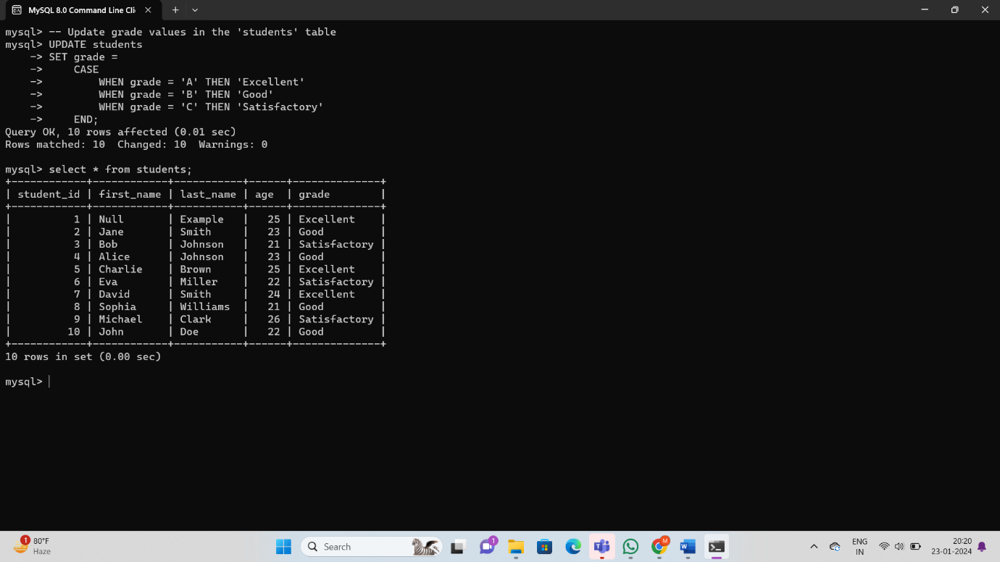 MySQL 8.0 Command Line Cli
mysql> -- Update grade values in the 'students' table
mysql> UPDATE students
    -> SET grade =
    ->     CASE
    ->         WHEN grade = 'A' THEN 'Excellent'
    ->         WHEN grade = 'B' THEN 'Good'
    ->         WHEN grade = 'C' THEN 'Satisfactory'
    ->     END;
Query OK, 10 rows affected (0.01 sec)
Rows matched: 10  Changed: 10  Warnings: 0
mysql> select * from students;
+------------+------------+-----------+------+--------------+
| student_id | first_name | last_name | age  | grade        |
+------------+------------+-----------+------+--------------+
|          1 | Null       | Example   |   25 | Excellent    |
|          2 | Jane       | Smith     |   23 | Good         |
|          3 | Bob        | Johnson   |   21 | Satisfactory |
|          4 | Alice      | Johnson   |   23 | Good         |
|          5 | Charlie    | Brown     |   25 | Excellent    |
|          6 | Eva        | Miller    |   22 | Satisfactory |
|          7 | David      | Smith     |   24 | Excellent    |
|          8 | Sophia     | Williams  |   21 | Good         |
|          9 | Michael    | Clark     |   26 | Satisfactory |
|         10 | John       | Doe       |   22 | Good         |
+------------+------------+-----------+------+--------------+
10 rows in set (0.00 sec)
mysql>
1
80°F
Haze
Search
1
M
ENG
IN
20:20
23-01-2024